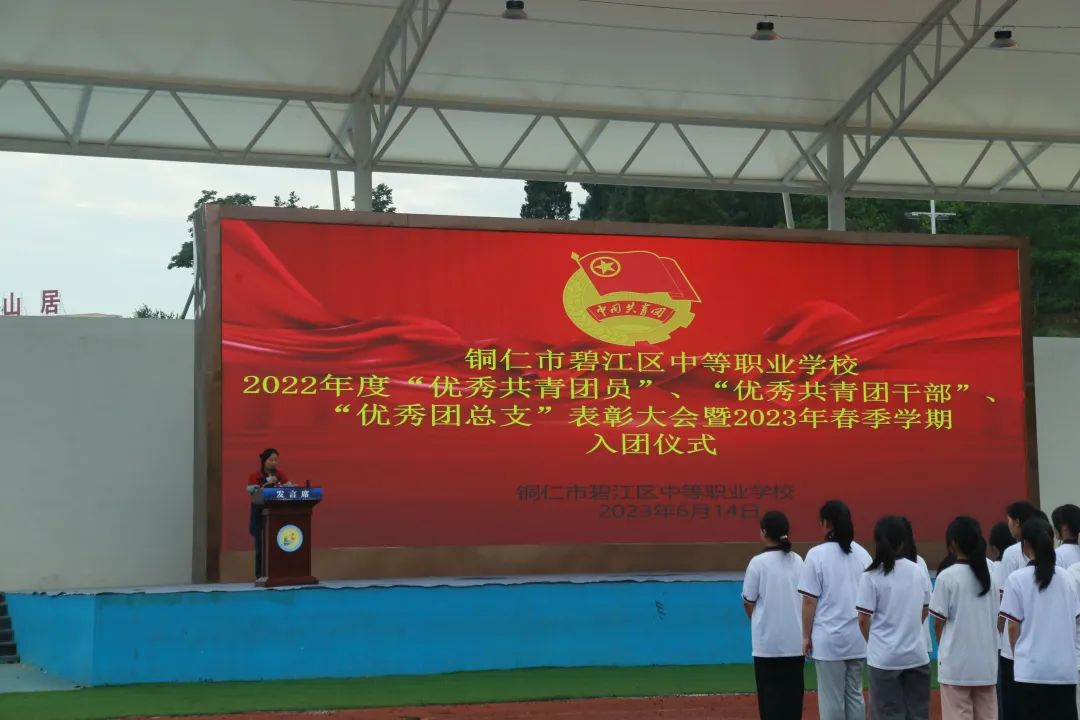 山居
中国共青团
铜仁市碧江区中等职业学校
2022年度“优秀共青团员”、“优秀共青团干部”、
“优秀团总支”表彰大会暨2023年春季学期
入团仪式
铜仁市碧江区中等职业学校
2023年6月14日
发言席